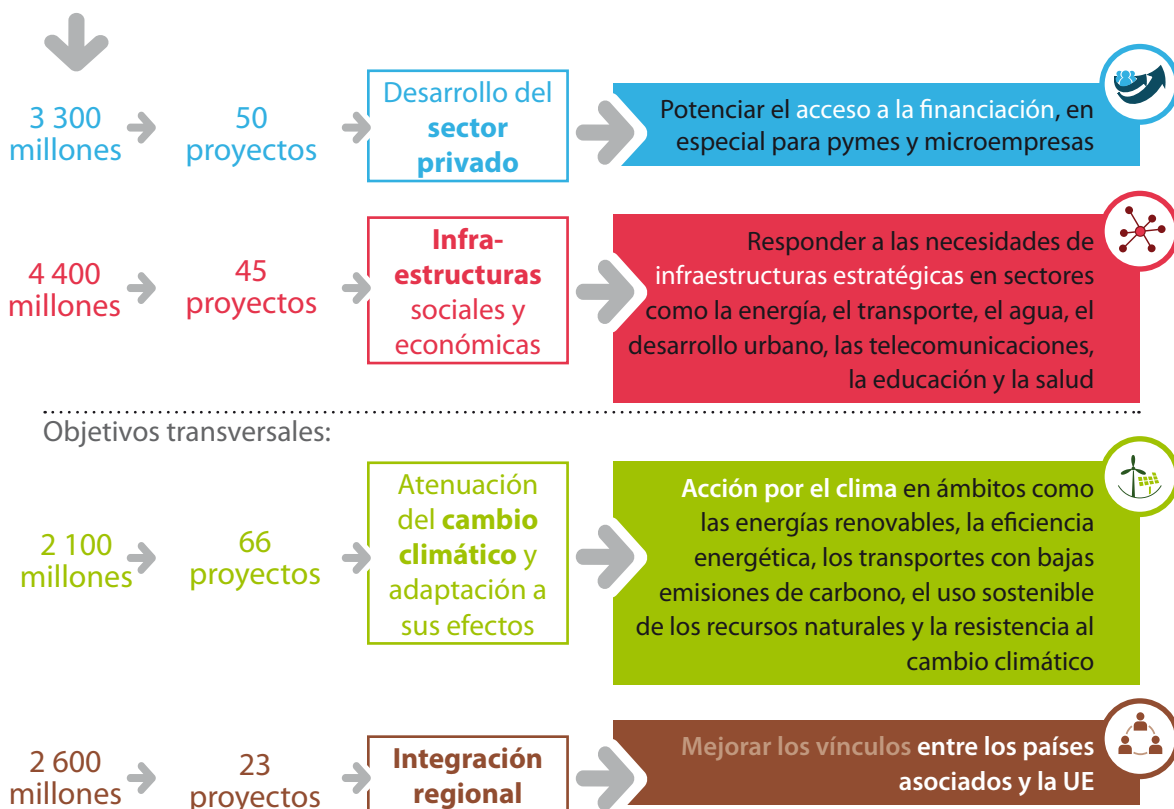 3 300
millones
50
proyectos
Desarrollo del
sector
privado
Potenciar el acceso a la financiación, en
especial para pymes y microempresas
4 400
millones
45
proyectos
Infra-
estructuras
sociales y
económicas
Responder a las necesidades de
infraestructuras estratégicas en sectores
como la energía, el transporte, el agua, el
desarrollo urbano, las telecomunicaciones,
la educación y la salud
Objetivos transversales:
2 100
millones
66
proyectos
Atenuación
del cambio
climático y
adaptación a
sus efectos
Acción por el clima en ámbitos como
las energías renovables, la eficiencia
energética, los transportes con bajas
emisiones de carbono, el uso sostenible
de los recursos naturales y la resistencia al
cambio climático
2 600
millones
23
proyectos
Integración
regional
Mejorar los vínculos entre los países
asociados y la UE